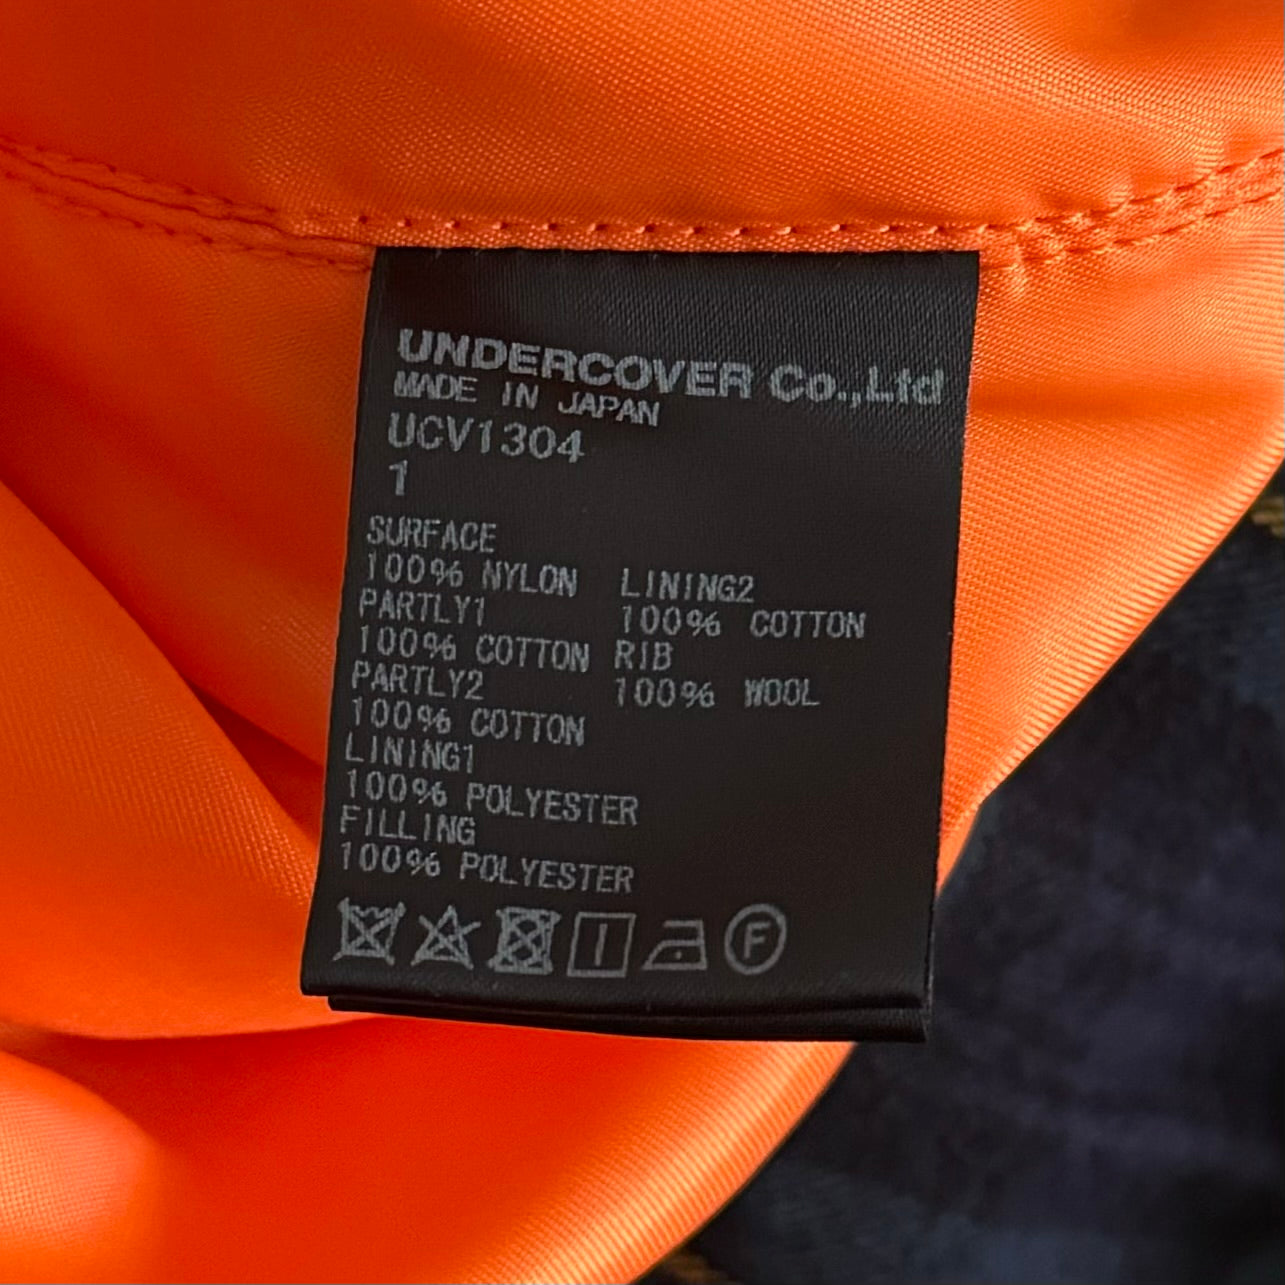 UNDERCOVER Co.,Ltd
MADE IN JAPAN
UCV1304
1
SURFACE
100% NYLON
PARTLY1
100% COTTON
PARTLY2
100% COTTON
LINING1
100% POLYESTER
FILLING
100% POLYESTER
LINING2
100% COTTON
RIB
100% WOOL
F